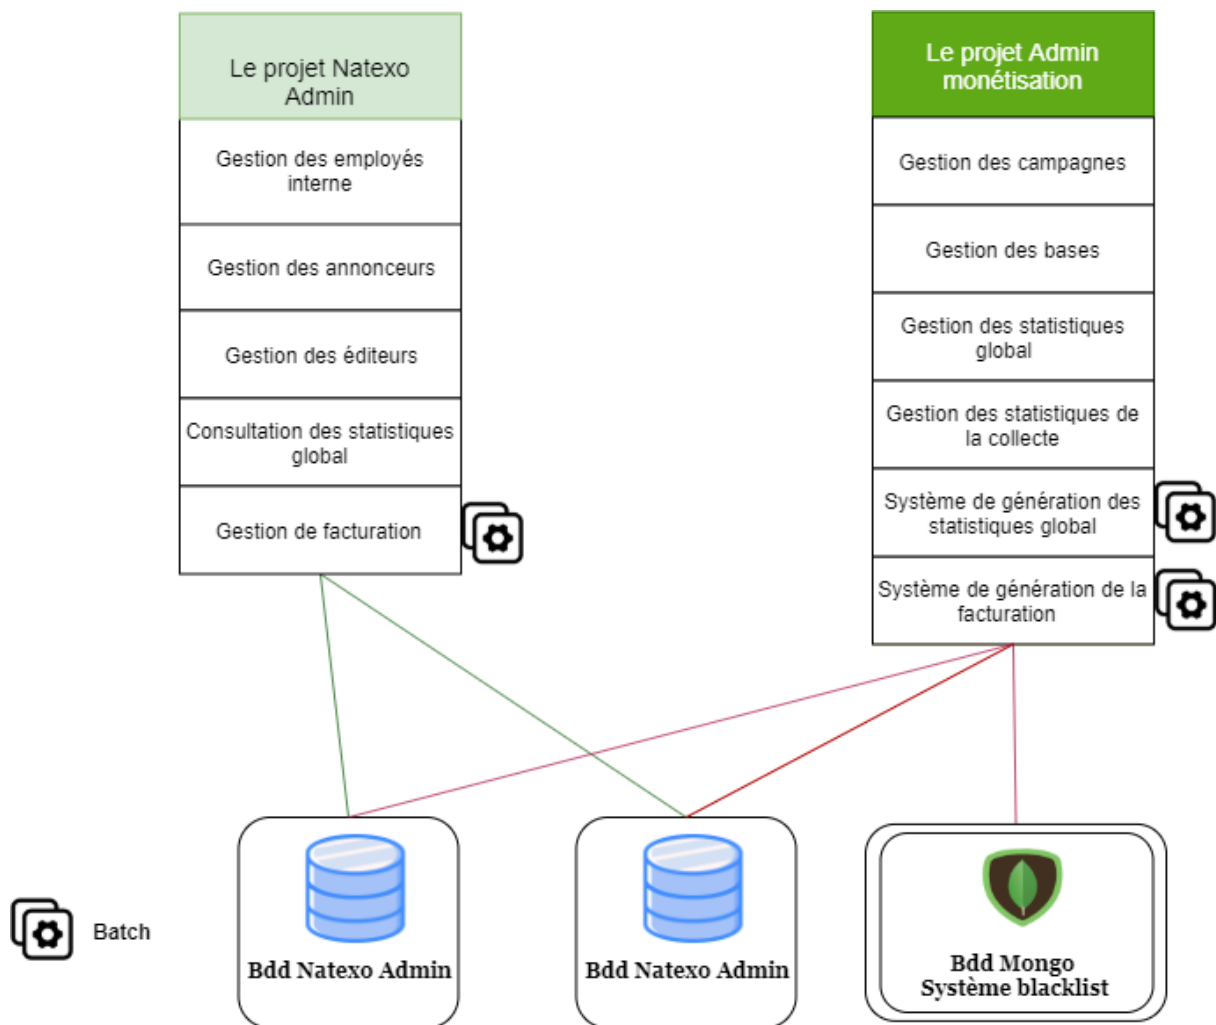 Le projet Natexo
Admin
Gestion des employés
interne
Gestion des annonceurs
Gestion des éditeurs
Consultation des statistiques
global
Gestion de facturation
Le projet Admin
monétisation
Gestion des campagnes
Gestion des bases
Gestion des statistiques
global
Gestion des statistiques de
la collecte
Système de génération des
statistiques global
Système de génération de la
facturation
Batch
Bdd Natexo Admin
Bdd Natexo Admin
Bdd Mongo
Système blacklist